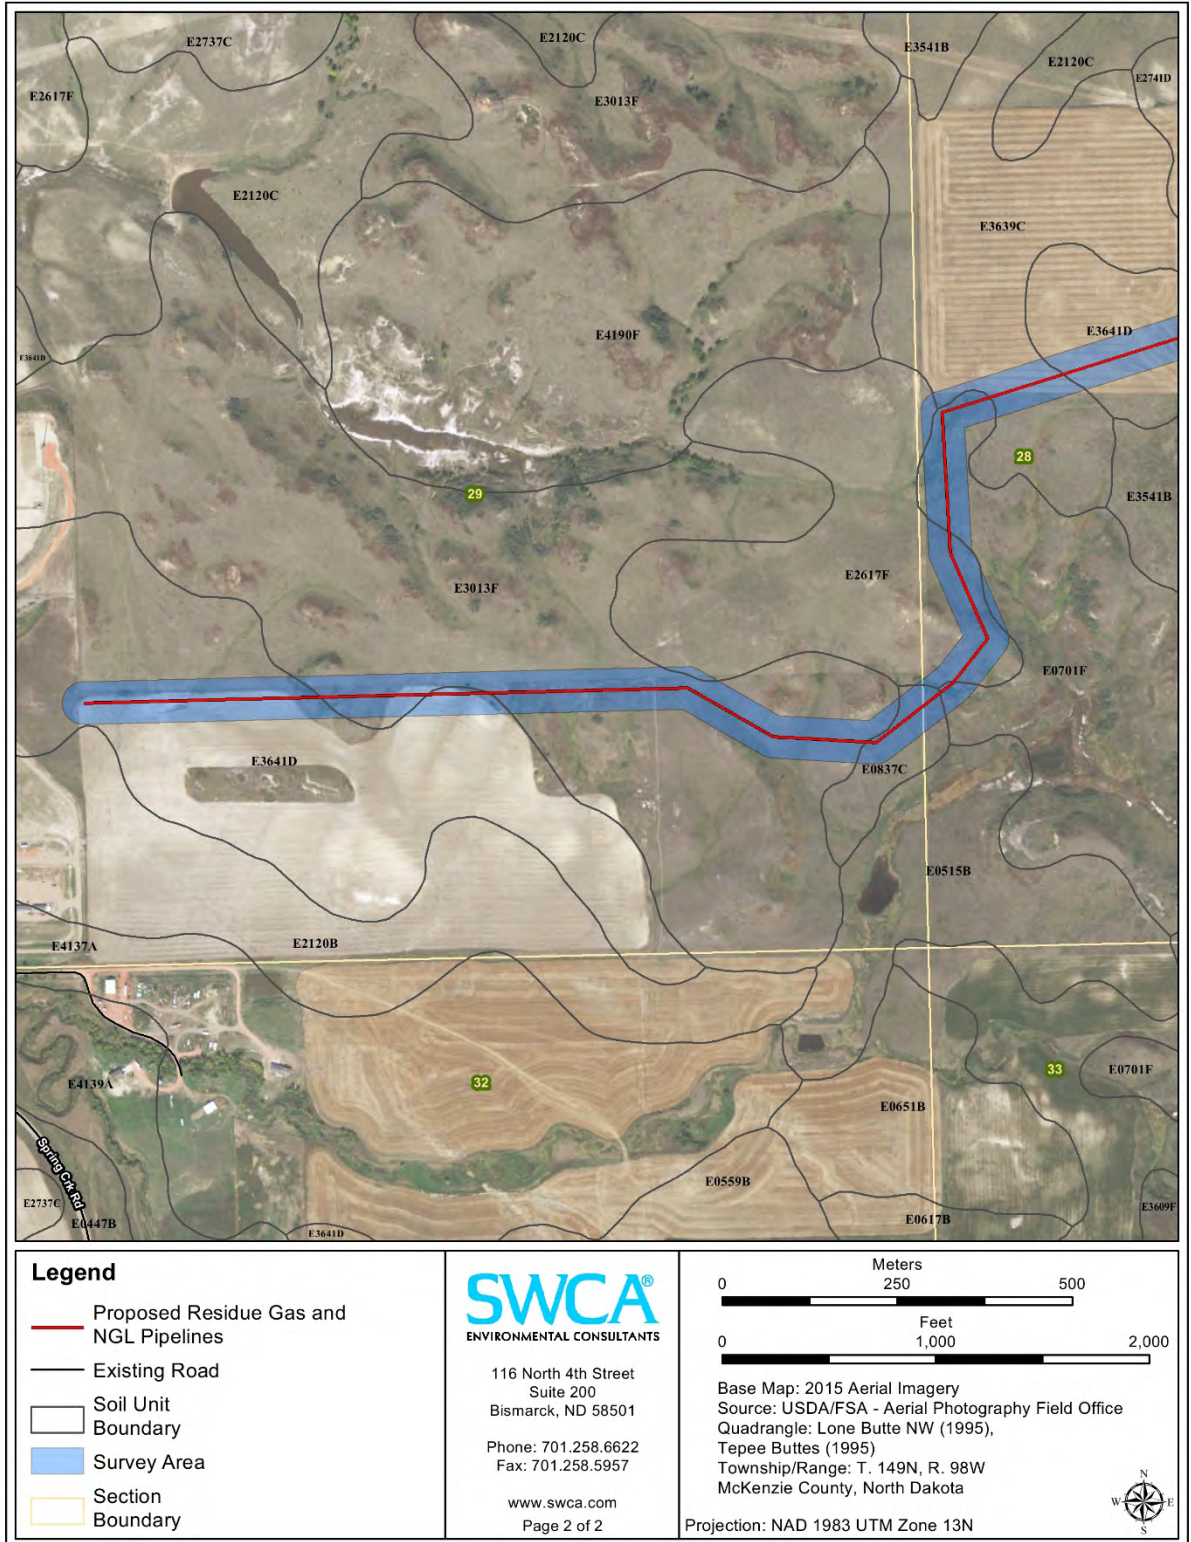 E2737C
E2120C
E3541B
E2120C
E2741D
E2617F
E3013F
E2120C
E3639C
E4190F
E3641D
E3641D
28
29
E3541B
E2617F
E3013F
E0701F
E3641D
E0837C
E0515B
E4137A
E2120B
E4139A
32
33
E0701F
E0651B
Spring Crk Rd
E0559B
E2737C
E0447B
E3641D
E0617B
E3609F
Legend
Proposed Residue Gas and
NGL Pipelines
Existing Road
Soil Unit
Boundary
Survey Area
Section
Boundary
SWCA®
ENVIRONMENTAL CONSULTANTS
116 North 4th Street
Suite 200
Bismarck, ND 58501
Phone: 701.258.6622
Fax: 701.258.5957
www.swca.com
Page 2 of 2
Meters
0 250 500
Feet
0 1,000 2,000
Base Map: 2015 Aerial Imagery
Source: USDA/FSA - Aerial Photography Field Office
Quadrangle: Lone Butte NW (1995),
Tepee Buttes (1995)
Township/Range: T. 149N, R. 98W
McKenzie County, North Dakota
Projection: NAD 1983 UTM Zone 13N
N
W E
S